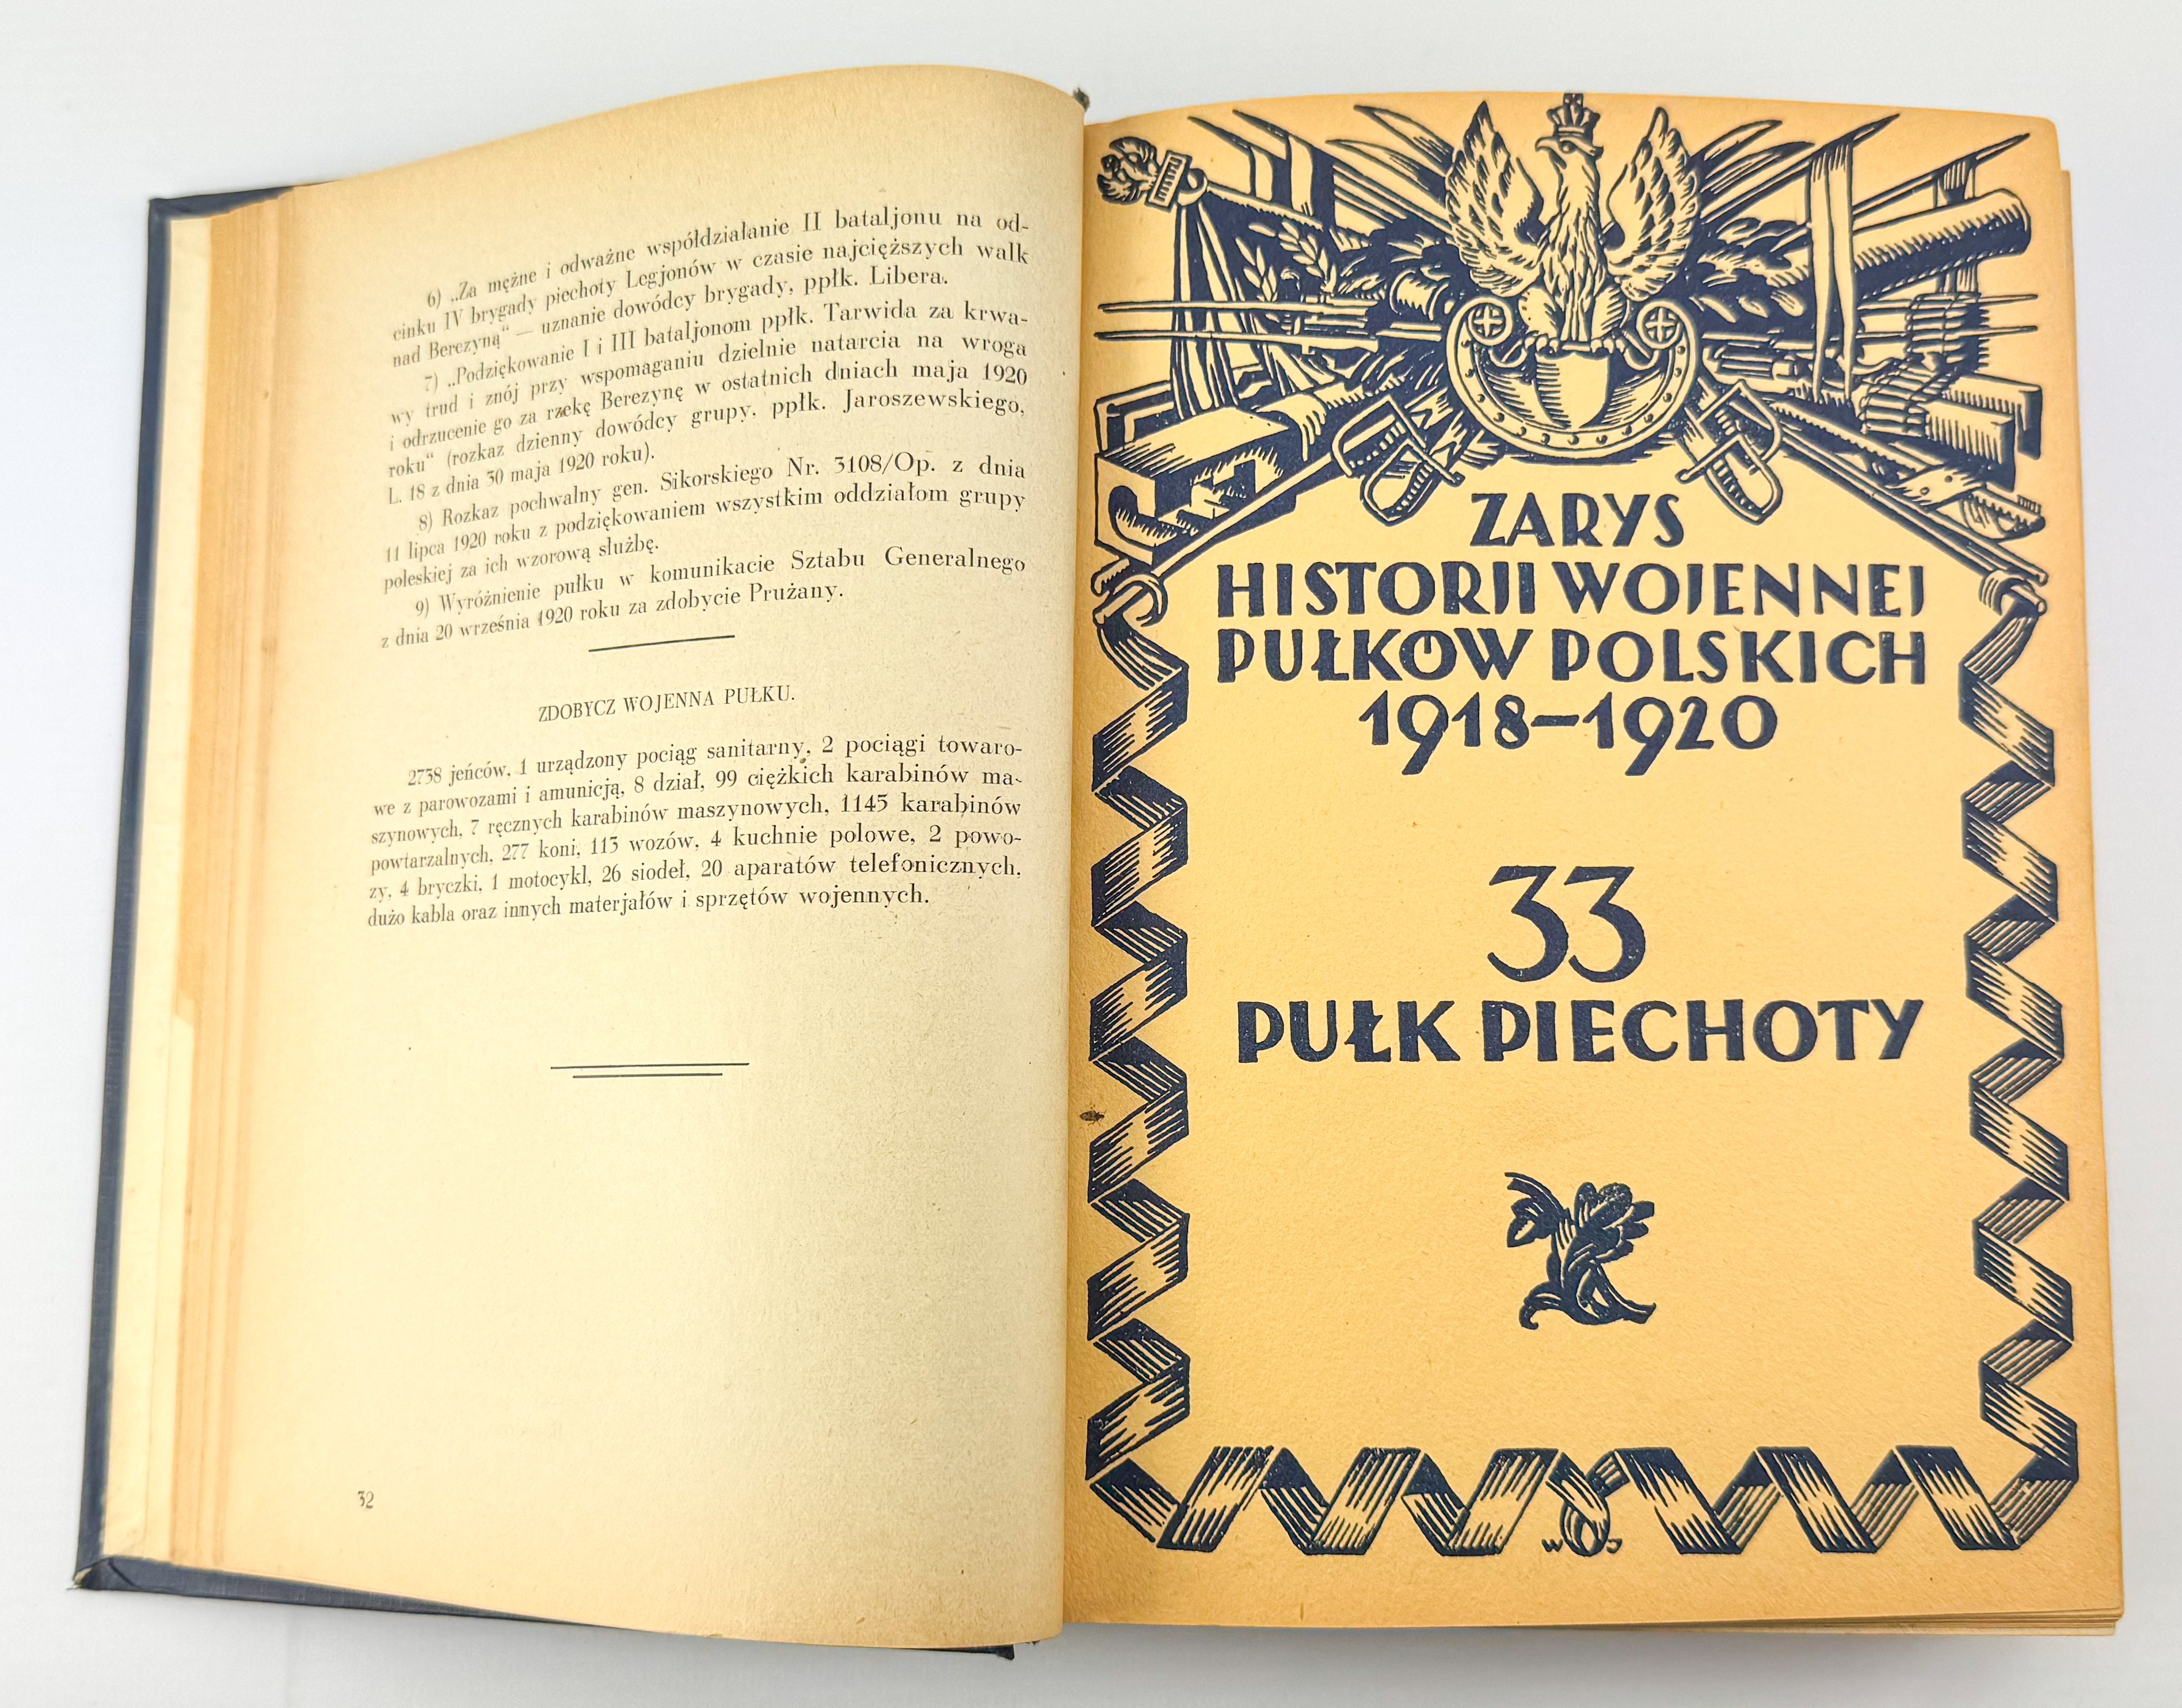 6) „Za mężne i odważne współdziałanie II bataljonu na od-
cinku IV brygady piechoty Legjonów w czasie najcięższych walk
nad Berezyną“ — uznanie dowódcy brygady, ppłk. Libera.
7) „Podziękowanie I i III bataljonom ppłk. Tarwida za krwa-
wy trud i znój przy wspomaganiu dzielnie natarcia na wroga
i odrzucenie go za rzekę Berezynę w ostatnich dniach maja 1920
roku“ (rozkaz dzienny dowódcy grupy, ppłk. Jaroszewskiego,
L. 18 z dnia 30 maja 1920 roku).
8) Rozkaz pochwalny gen. Sikorskiego Nr. 3108/Op. z dnia
11 lipca 1920 roku z podziękowaniem wszystkim oddziałom grupy
poleskiej za ich wzorową służbę.
9) Wyróżnienie pułku w komunikacie Sztabu Generalnego
z dnia 20 września 1920 roku za zdobycie Prużany.
ZDOBYCZ WOJENNA PUŁKU.
2738 jeńców, 1 urządzony pociąg sanitarny, 2 pociągi towaro-
we z parowozami i amunicją, 8 dział, 99 ciężkich karabinów ma-
szynowych, 7 ręcznych karabinów maszynowych, 1145 karabinów
powtarzalnych, 277 koni, 113 wozów, 4 kuchnie polowe, 2 powo-
zy, 4 bryczki, 1 motocykl, 26 siodeł, 20 aparatów telefonicznych,
dużo kabla oraz innych materjałów i sprzętów wojennych.
32
ZARYS
HISTORJI WOJENNEJ
PUŁKÓW POLSKICH
1918–1920
33
PUŁK PIECHOTY
W J